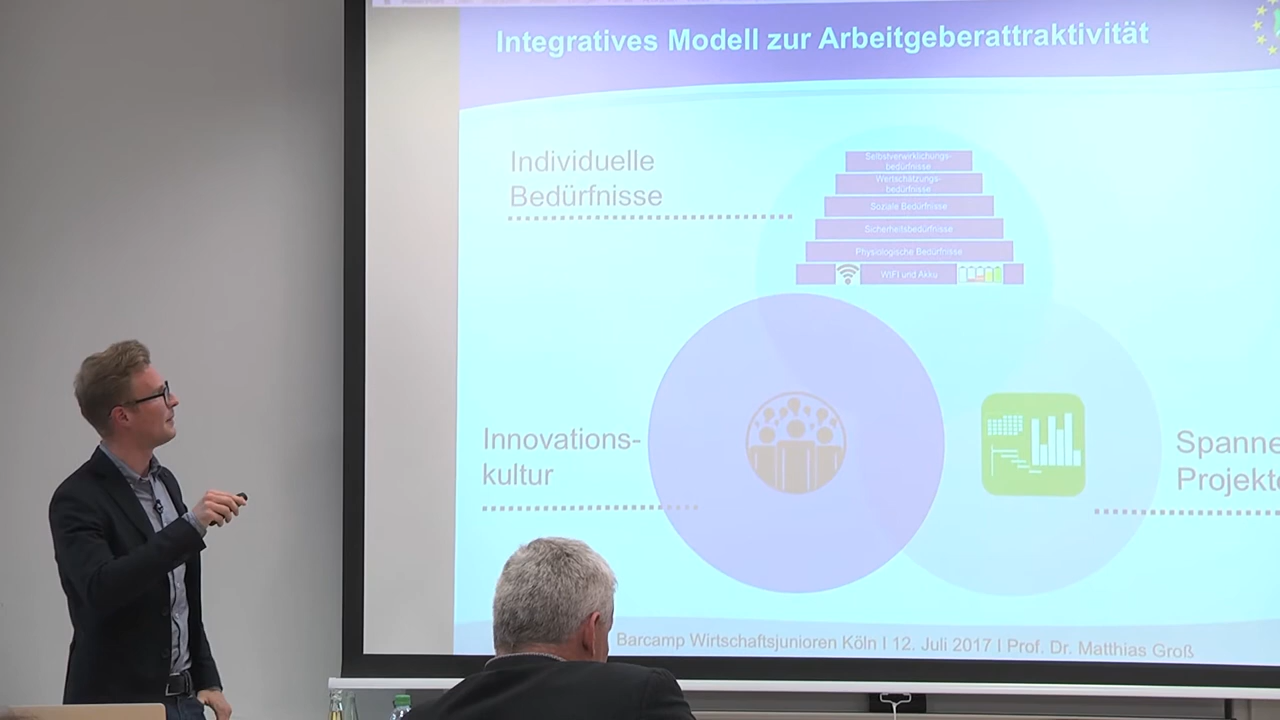 Integratives Modell zur Arbeitgeberattraktivität
Individuelle
Bedürfnisse
Selbstverwirklichungs-
bedürfnisse
Wertschätzungs-
bedürfnisse
Soziale Bedürfnisse
Sicherheitsbedürfnisse
Physiologische Bedürfnisse
WIFI und Akku
Innovations-
kultur
Spanne
Projekte
Barcamp Wirtschaftsjunioren Köln I 12. Juli 2017 I Prof. Dr. Matthias Groß